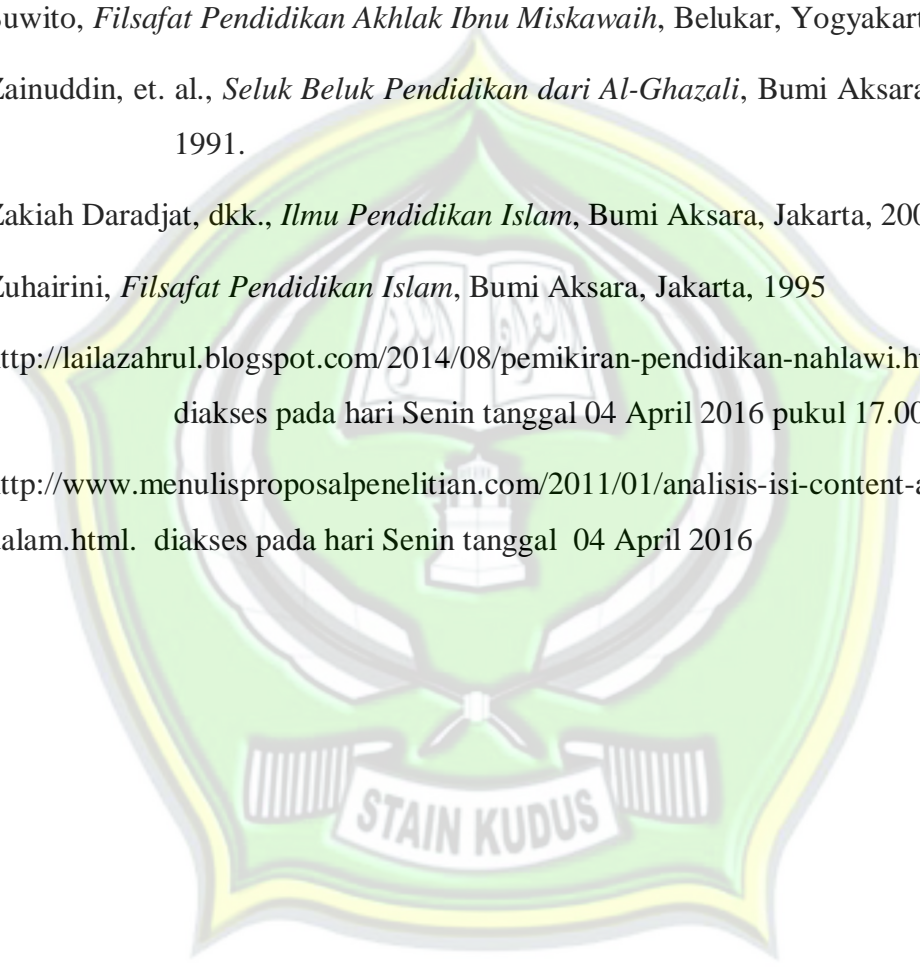 Suwito, Filsafat Pendidikan Akhlak Ibnu Miskawaih, Belukar, Yogyakart
Zainuddin, et. al., Seluk Beluk Pendidikan dari Al-Ghazali, Bumi Aksara
1991.
Zakiah Daradjat, dkk., Ilmu Pendidikan Islam, Bumi Aksara, Jakarta, 200
Zuhairini, Filsafat Pendidikan Islam, Bumi Aksara, Jakarta, 1995
ttp://lailazahrul.blogspot.com/2014/08/pemikiran-pendidikan-nahlawi.ht
diakses pada hari Senin tanggal 04 April 2016 pukul 17.00
ttp://www.menulisproposalpenelitian.com/2011/01/analisis-isi-content-a
dalam.html. diakses pada hari Senin tanggal 04 April 2016
STAIN KUDUS